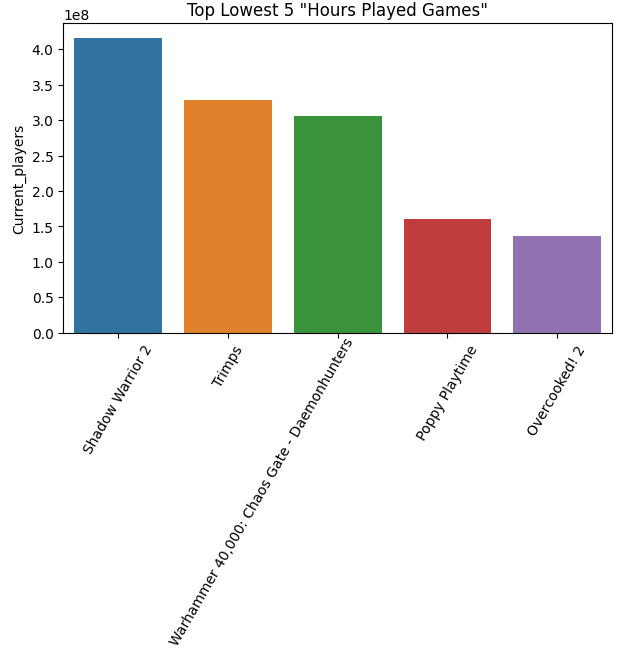 Top Lowest 5 "Hours Played Games"
1e8
4.0
3.5
3.0
2.5
2.0
1.5
1.0
0.5
0.0
Current_players
Shadow Warrior 2
Trimps
Warhammer 40,000: Chaos Gate - Daemonhunters
Poppy Playtime
Overcooked! 2